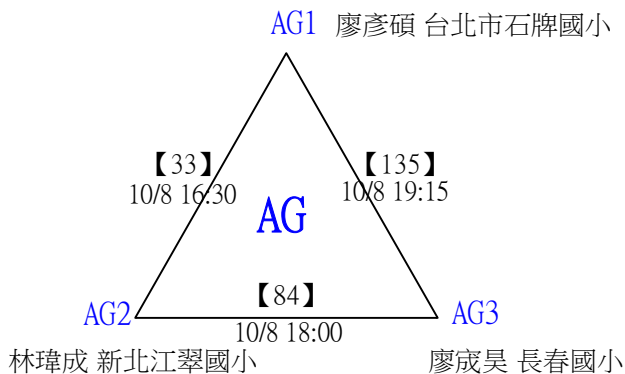 AG1 廖彥碩 台北市石牌國小
【33】
10/8 16:30
【135】
10/8 19:15
AG
【84】
10/8 18:00
AG2
AG3
林瑋成 新北江翠國小
廖宬昊 長春國小